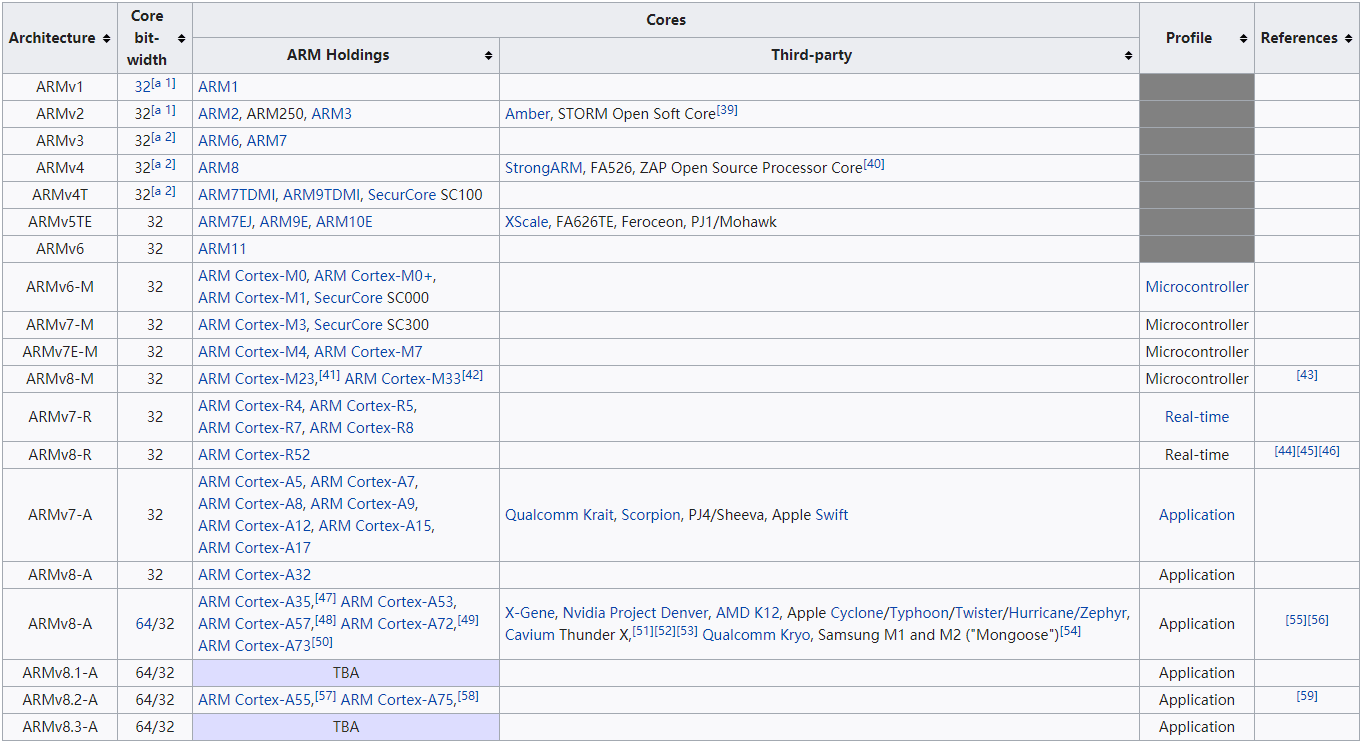 Architecture Core bit-width Cores Profile References
ARM Holdings Third-party
ARMv1 32[a 1] ARM1
ARMv2 32[a 1] ARM2, ARM250, ARM3 Amber, STORM Open Soft Core[39]
ARMv3 32[a 2] ARM6, ARM7
ARMv4 32[a 2] ARM8 StrongARM, FA526, ZAP Open Source Processor Core[40]
ARMv4T 32[a 2] ARM7TDMI, ARM9TDMI, SecurCore SC100
ARMv5TE 32 ARM7EJ, ARM9E, ARM10E XScale, FA626TE, Feroceon, PJ1/Mohawk
ARMv6 32 ARM11
ARMv6-M 32 ARM Cortex-M0, ARM Cortex-M0+,
ARM Cortex-M1, SecurCore SC000 Microcontroller
ARMv7-M 32 ARM Cortex-M3, SecurCore SC300 Microcontroller
ARMv7E-M 32 ARM Cortex-M4, ARM Cortex-M7 Microcontroller
ARMv8-M 32 ARM Cortex-M23,[41] ARM Cortex-M33[42] Microcontroller [43]
ARMv7-R 32 ARM Cortex-R4, ARM Cortex-R5,
ARM Cortex-R7, ARM Cortex-R8 Real-time
ARMv8-R 32 ARM Cortex-R52 Real-time [44][45][46]
ARMv7-A 32 ARM Cortex-A5, ARM Cortex-A7,
ARM Cortex-A8, ARM Cortex-A9,
ARM Cortex-A12, ARM Cortex-A15,
ARM Cortex-A17 Qualcomm Krait, Scorpion, PJ4/Sheeva, Apple Swift Application
ARMv8-A 32 ARM Cortex-A32 Application
ARMv8-A 64/32 ARM Cortex-A35,[47] ARM Cortex-A53,
ARM Cortex-A57,[48] ARM Cortex-A72,[49]
ARM Cortex-A73[50] X-Gene, Nvidia Project Denver, AMD K12, Apple Cyclone/Typhoon/Twister/Hurricane/Zephyr,
Cavium Thunder X,[51][52][53] Qualcomm Kryo, Samsung M1 and M2 ("Mongoose")[54] Application [55][56]
ARMv8.1-A 64/32 TBA Application
ARMv8.2-A 64/32 ARM Cortex-A55,[57] ARM Cortex-A75,[58] Application [59]
ARMv8.3-A 64/32 TBA Application